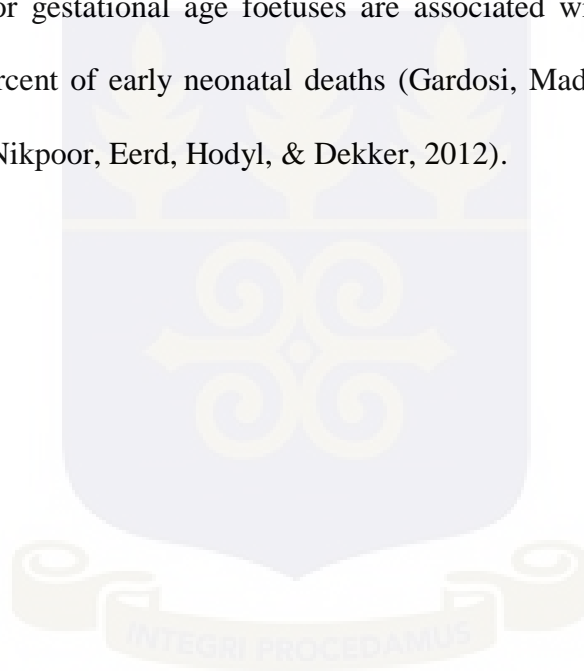 or gestational age foetuses are associated wi
rcent of early neonatal deaths (Gardosi, Mad
Nikpoor, Eerd, Hodyl, & Dekker, 2012).
INTEGRI PROCEDAMUS